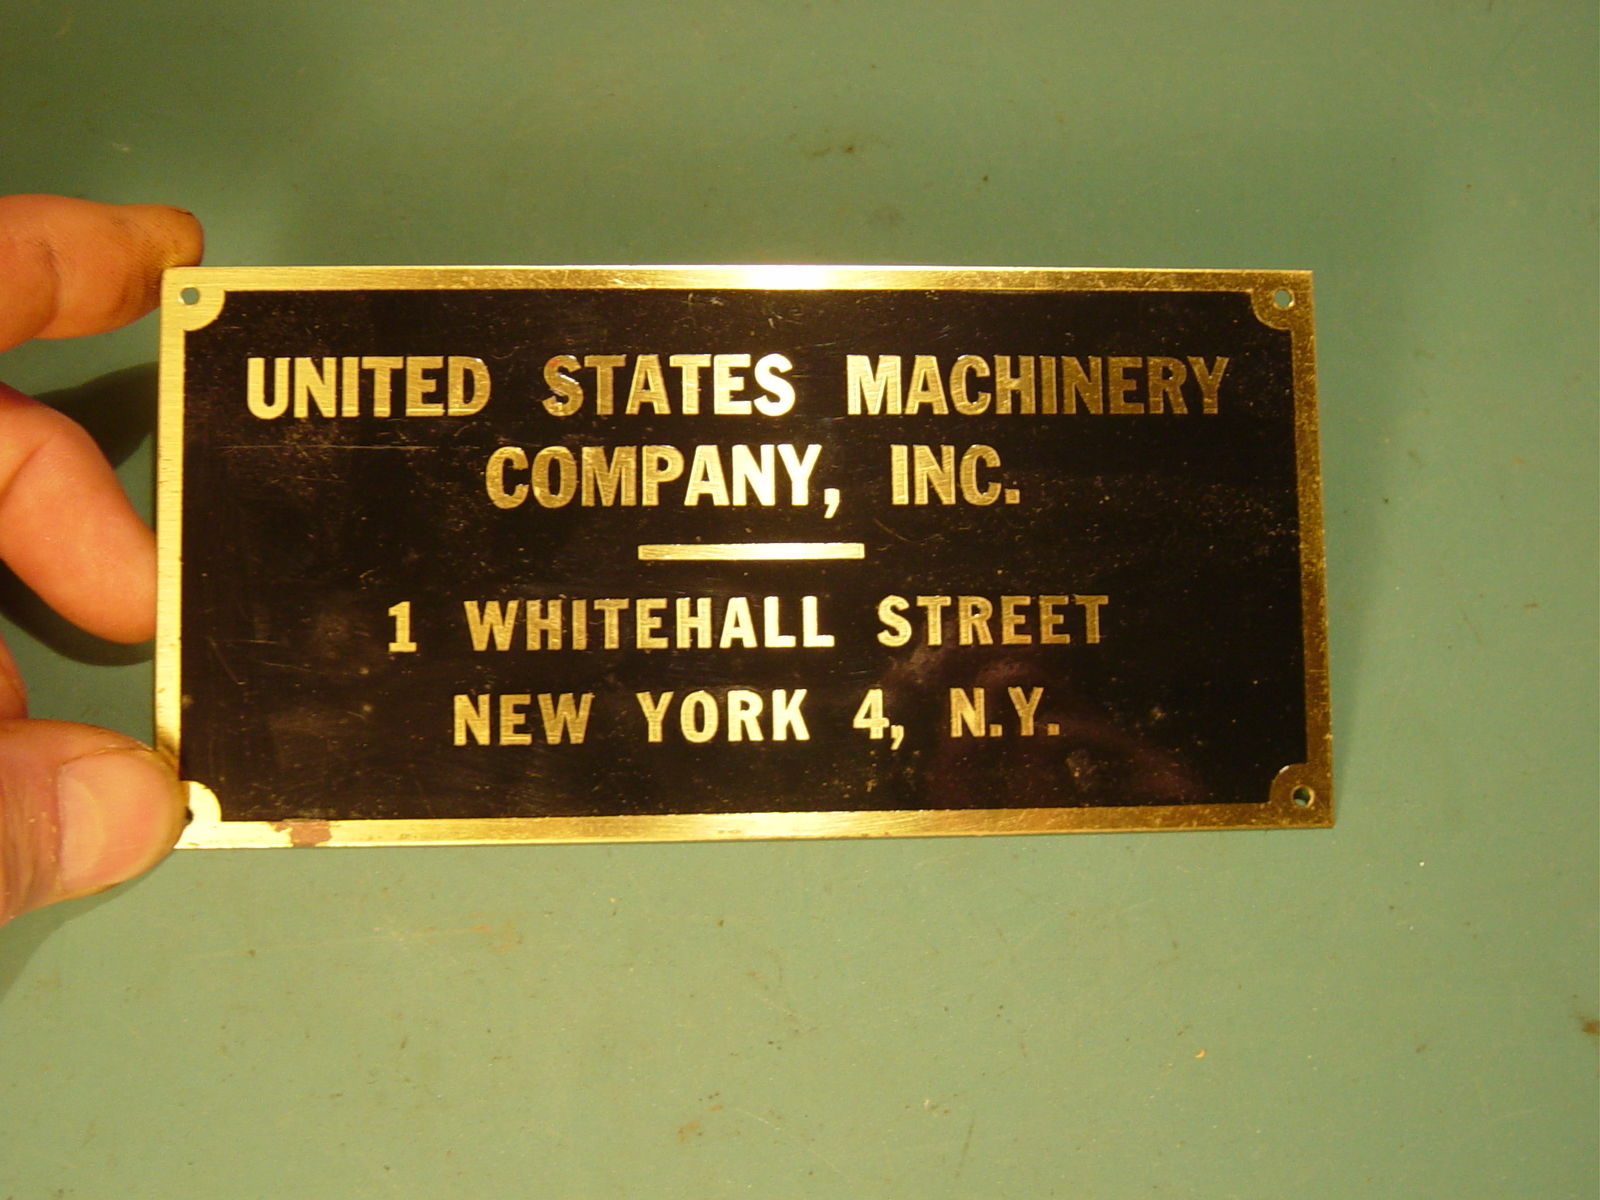 UNITED STATES MACHINERY
COMPANY, INC.
1 WHITEHALL STREET
NEW YORK 4, N.Y.